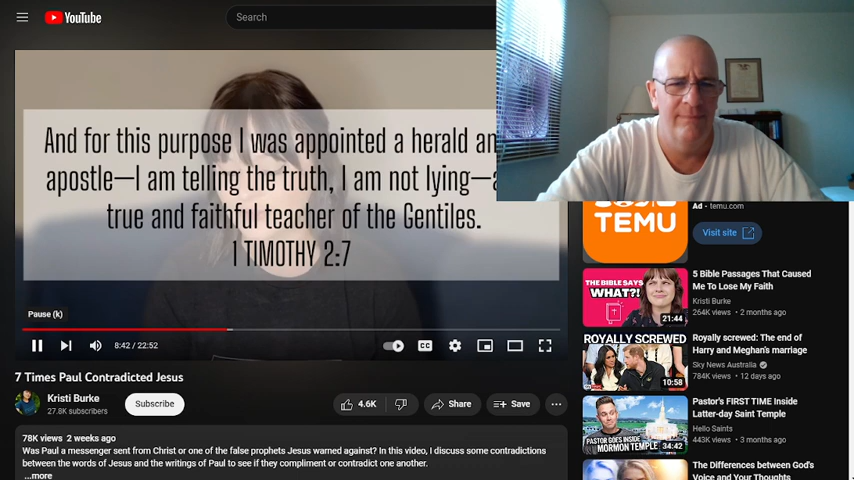 YouTube
Search
And for this purpose I was appointed a herald an
apostle—I am telling the truth, I am not lying—
true and faithful teacher of the Gentiles.
1 TIMOTHY 2:7
Pause (k)
8:42 / 22:52
CC
7 Times Paul Contradicted Jesus
Kristi Burke
27.8K subscribers
Subscribe
4.6K
Share
Save
78K views 2 weeks ago
Was Paul a messenger sent from Christ or one of the false prophets Jesus warned against? In this video, I discuss some contradictions
between the words of Jesus and the writings of Paul to see if they compliment or contradict one another.
...more
TEMU
Ad - temu.com
Visit site
THE BIBLE SAYS
WHAT?!
21:44
5 Bible Passages That Caused
Me To Lose My Faith
Kristi Burke
264K views • 2 months ago
ROYALLY SCREWED
10:58
Royally screwed: The end of
Harry and Meghan's marriage
Sky News Australia
784K views • 12 days ago
PASTOR GOES INSIDE
MORMON TEMPLE
34:42
Pastor's FIRST TIME Inside
Latter-day Saint Temple
Hello Saints
443K views • 3 months ago
The Differences between God's
Voice and Your Thoughts